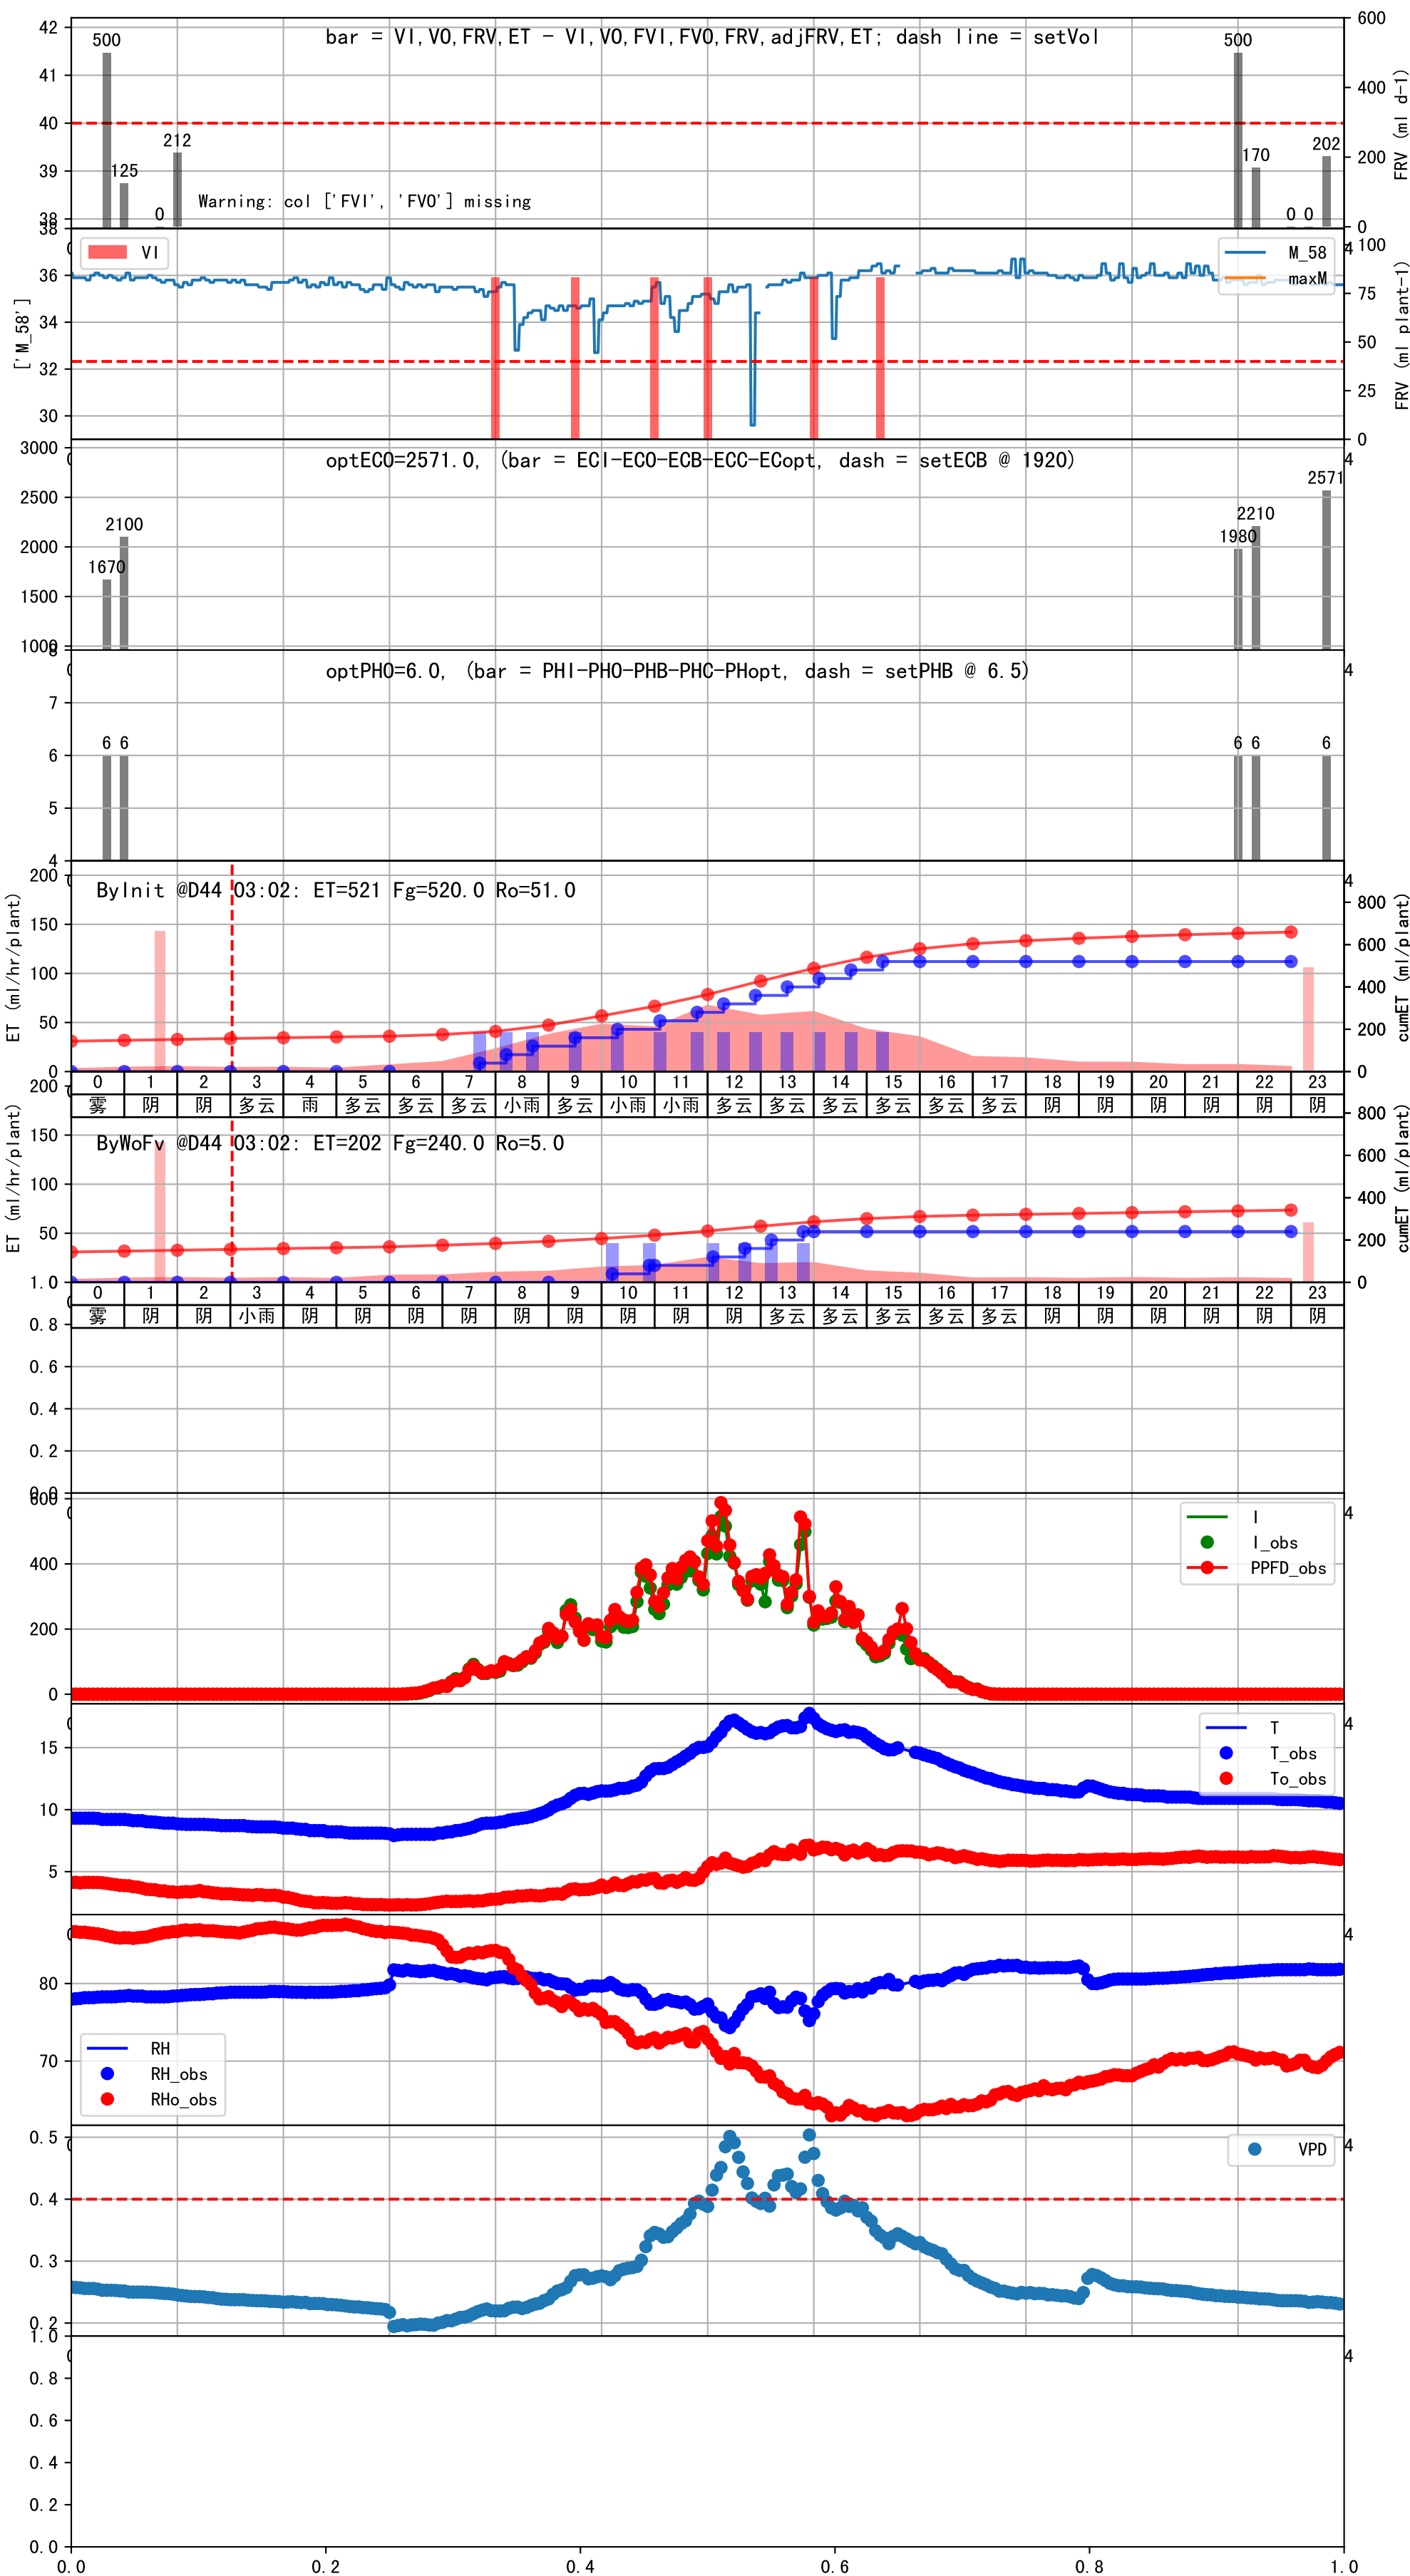 bar = VI,VO,FRV,ET - VI,VO,FVI,FVO,FRV,adjFRV,ET; dash line = setVol
42 41 40 39 38
600 400 200 0
FRV (ml d-1)
500 125 0 212
500 170 0 0 202
Warning: col ['FVI', 'FVO'] missing
38 36 34 32 30
['M_58']
VI
M_58
maxM
4
100 75 50 25 0
FRV (ml plant-1)
optECO=2571.0, (bar = ECI-ECO-ECB-ECC-ECopt, dash = setECB @ 1920)
3000 2500 2000 1500 1000
4
1670 2100
1980 2210 2571
optPHO=6.0, (bar = PHI-PHO-PHB-PHC-PHopt, dash = setPHB @ 6.5)
8 7 6 5 4
4
6 6
6 6 6
ByInit @D44 03:02: ET=521 Fg=520.0 Ro=51.0
200 150 100 50 0
ET (ml/hr/plant)
4
800 600 400 200 0
cumET (ml/plant)
0 1 2 3 4 5 6 7 8 9 10 11 12 13 14 15 16 17 18 19 20 21 22 23
雾 阴 阴 多云 雨 多云 多云 多云 小雨 多云 小雨 小雨 多云 多云 多云 多云 多云 多云 阴 阴 阴 阴 阴 阴
ByWoFv @D44 03:02: ET=202 Fg=240.0 Ro=5.0
200 150 100 50
ET (ml/hr/plant)
800 600 400 200 0
cumET (ml/plant)
0 1 2 3 4 5 6 7 8 9 10 11 12 13 14 15 16 17 18 19 20 21 22 23
雾 阴 阴 小雨 阴 阴 阴 阴 阴 阴 阴 阴 阴 多云 多云 多云 多云 多云 阴 阴 阴 阴 阴 阴
1.0 0.8 0.6 0.4 0.2 0.0
600 400 200 0
4
I
I_obs
PPFD_obs
15 10 5
4
T
T_obs
To_obs
80 70
4
RH
RH_obs
RHo_obs
0.5 0.4 0.3 0.2
4
VPD
1.0 0.8 0.6 0.4 0.2 0.0
4
0.0 0.2 0.4 0.6 0.8 1.0